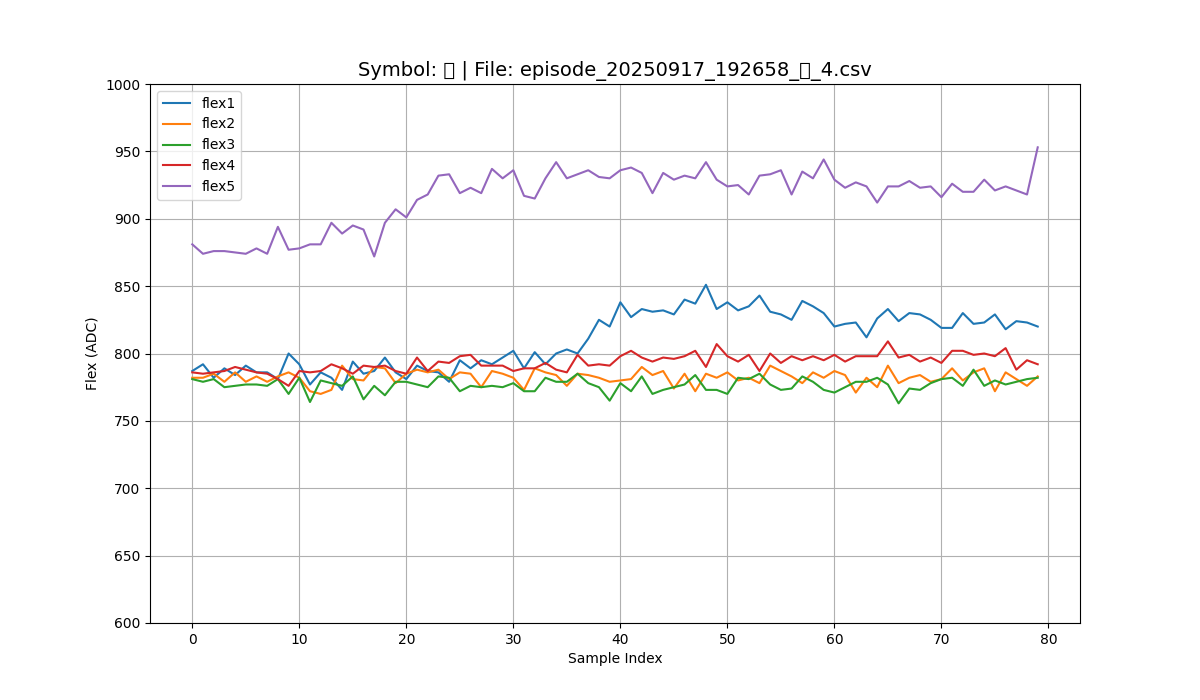 Symbol: | File: episode_20250917_192658_ _4.csv
1000
950
900
850
800
750
700
650
600
Flex (ADC)
flex1
flex2
flex3
flex4
flex5
0 10 20 30 40 50 60 70 80
Sample Index